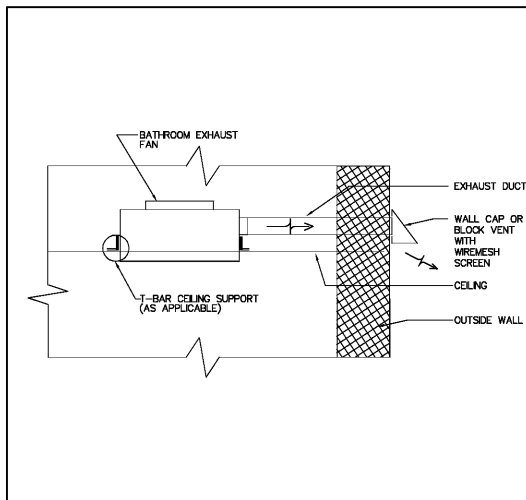 BATHROOM EXHAUST
FAN
EXHAUST DUCT
WALL CAP OR
BLOCK VENT
WITH
WIREMESH
SCREEN
CEILING
T-BAR CEILING SUPPORT
(AS APPLICABLE)
OUTSIDE WALL